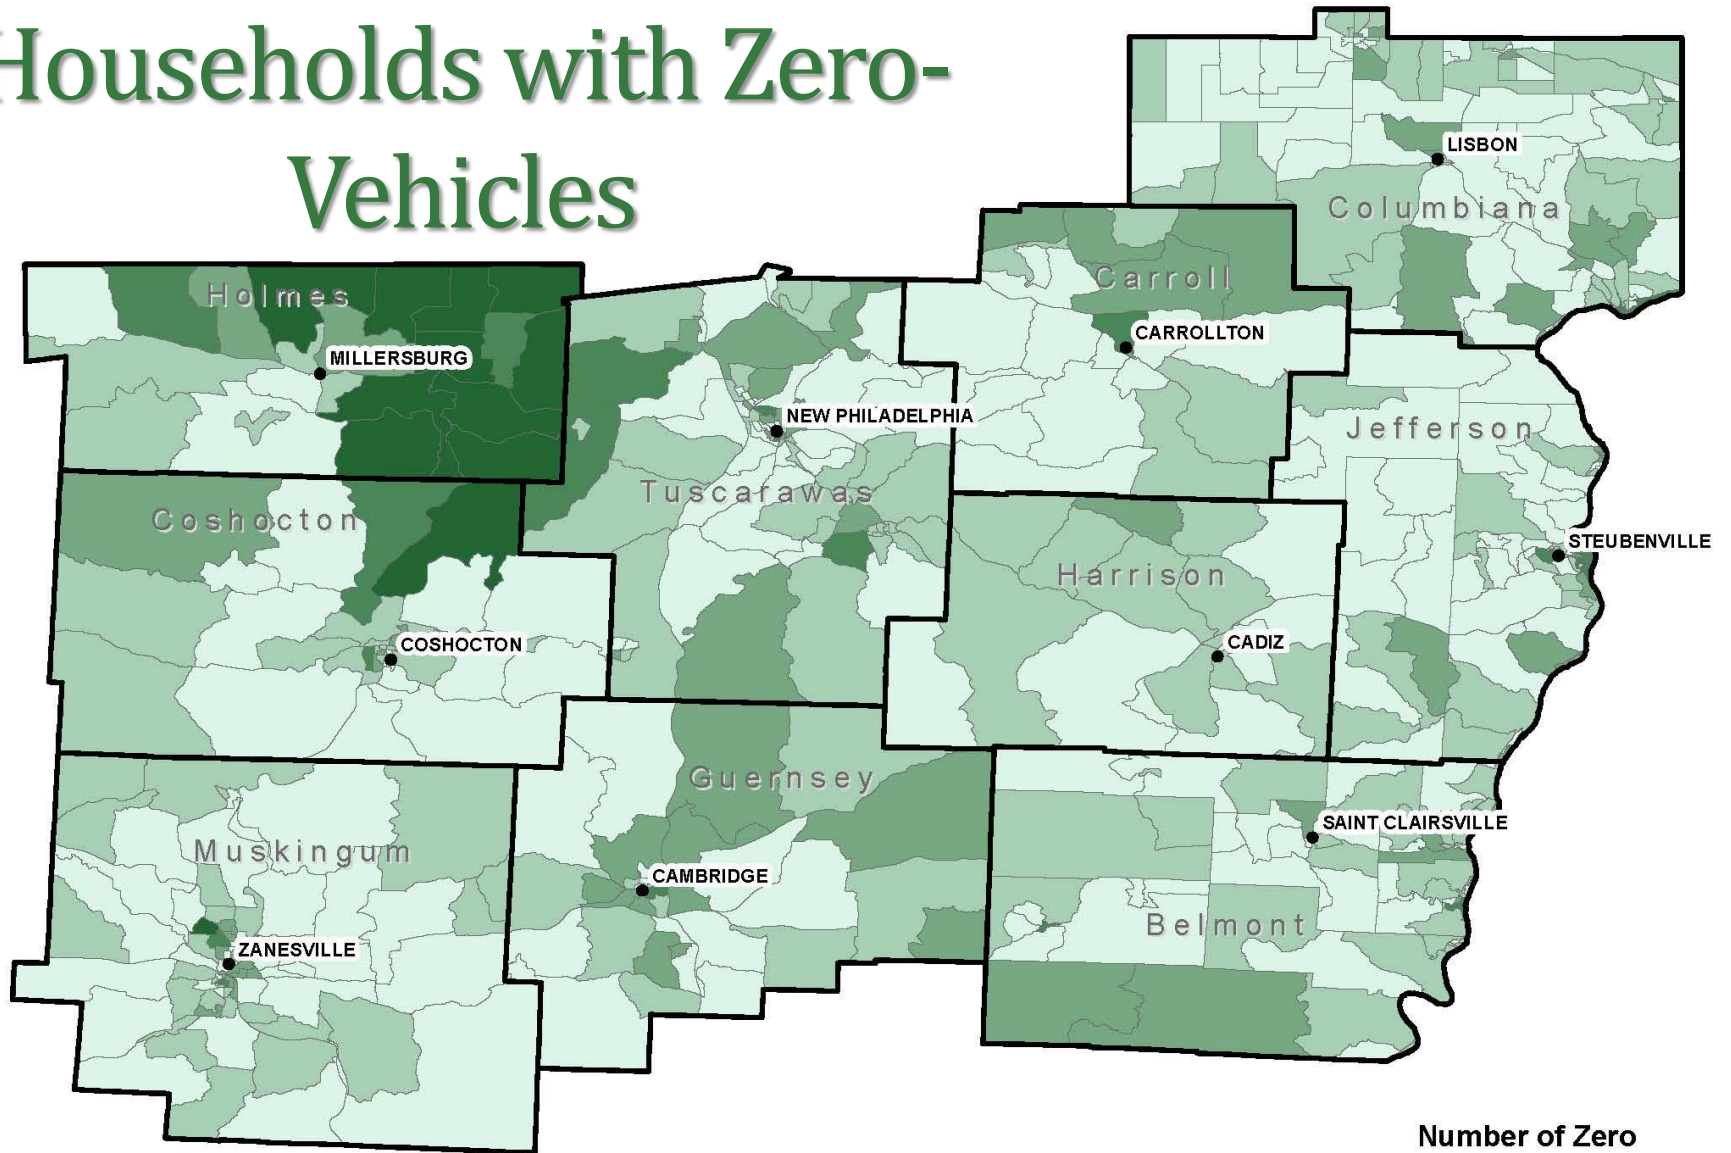 Households with Zero-
Vehicles
LISBON
Columbiana
Carroll
Holmes
CARROLLTON
MILLERSBURG
NEW PHILADELPHIA
Jefferson
Tuscarawas
Coshocton
STEUBENVILLE
Harrison
COSHOCTON
CADIZ
Guernsey
SAINT CLAIRSVILLE
Muskingum
CAMBRIDGE
Belmont
ZANESVILLE
Number of Zero